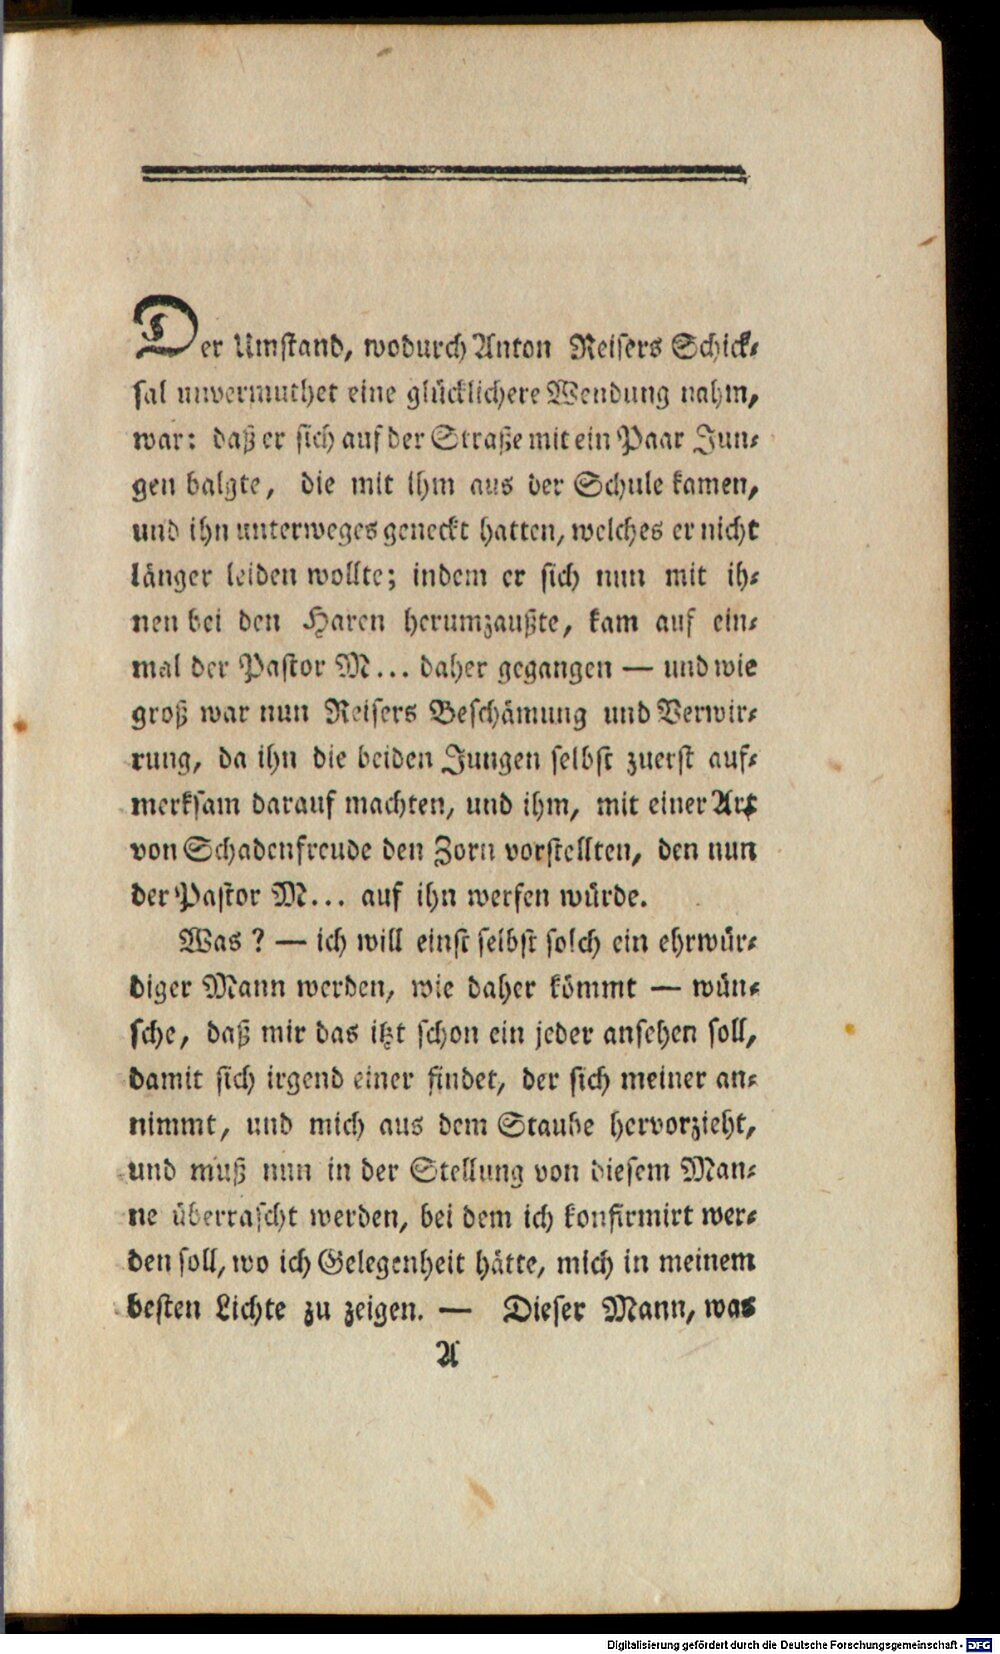 Der Umstand, wodurch Anton Reisers Schick-
sal unvermuthet eine glücklichere Wendung nahm,
war: daß er sich auf der Straße mit ein Paar Jun-
gen balgte, die mit ihm aus der Schule kamen,
und ihn unterweges geneckt hatten, welches er nicht
länger leiden wollte; indem er sich nun mit ih-
nen bei den Haren herumzaußte, kam auf ein-
mal der Pastor M... daher gegangen — und wie
groß war nun Reisers Beschämung und Verwir-
rung, da ihn die beiden Jungen selbst zuerst auf-
merksam darauf machten, und ihm, mit einer Art
von Schadenfreude den Zorn vorstellten, den nun
der Pastor M... auf ihn werfen würde.
Was? — ich will einst selbst solch ein ehrwür-
diger Mann werden, wie daher kömmt — wün-
sche, daß mir das itzt schon ein jeder ansehen soll,
damit sich irgend einer findet, der sich meiner an-
nimmt, und mich aus dem Staube hervorzieht,
und muß nun in der Stellung von diesem Man-
ne überrascht werden, bei dem ich konfirmirt wer-
den soll, wo ich Gelegenheit hätte, mich in meinem
besten Lichte zu zeigen. — Dieser Mann, was
A
Digitalisierung gefördert durch die Deutsche Forschungsgemeinschaft - DFG